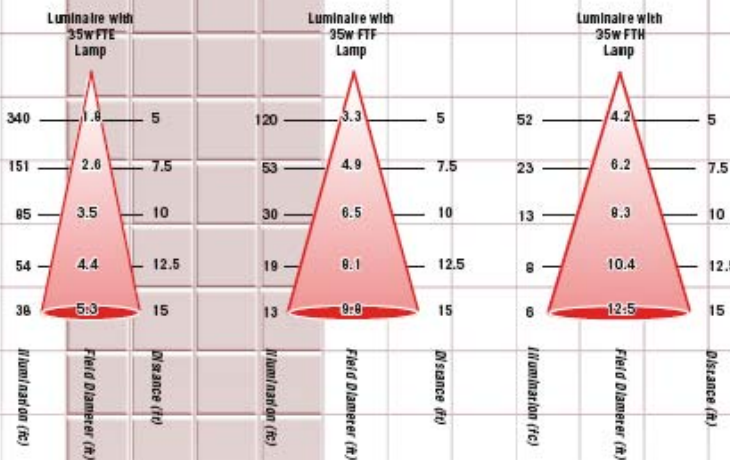 Luminaire with
35w FTE
Lamp
340 1.8 5
151 2.6 7.5
85 3.5 10
54 4.4 12.5
38 5.3 15
Illumination (fc)
Field Diameter (ft)
Distance (ft)
Luminaire with
35w FTF
Lamp
120 3.3 5
53 4.9 7.5
30 6.5 10
19 8.1 12.5
13 9.8 15
Illumination (fc)
Field Diameter (ft)
Distance (ft)
Luminaire with
35w FTH
Lamp
52 4.2 5
23 6.2 7.5
13 8.3 10
8 10.4 12.5
6 12.5 15
Illumination (fc)
Field Diameter (ft)
Distance (ft)